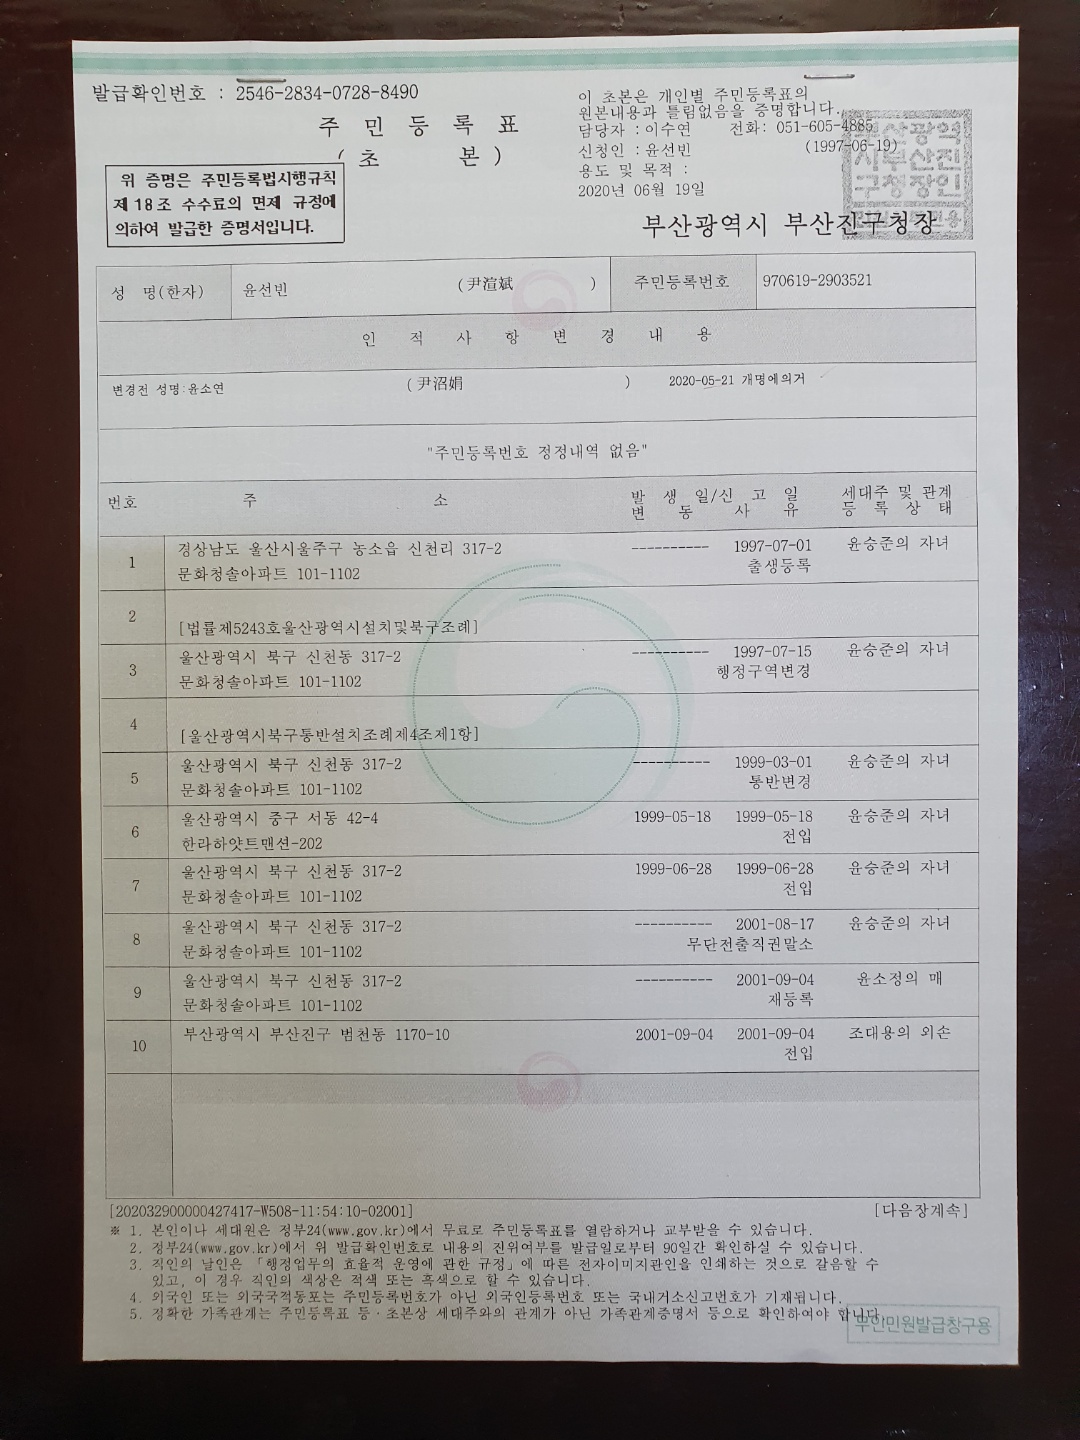 발급확인번호 : 2546-2834-0728-8490
주 민 등 록 표
( 초 본 )
이 초본은 개인별 주민등록표의
원본내용과 틀림없음을 증명합니다.
담당자 : 이수연 전화: 051-605-4885
신청인 : 윤선빈 (1997-06-19)
용도 및 목적 :
2020년 06월 19일
위 증명은 주민등록법시행규칙
제18조 수수료의 면제 규정에
의하여 발급한 증명서입니다.
부산광역시 부산진구청장
부산광역
시부산진
구청장인
성 명(한자) 윤선빈 (尹渲斌 ) 주민등록번호 970619-2903521
인 적 사 항 변 경 내 용
변경전 성명:윤소연 (尹沼娟 ) 2020-05-21 개명에의거
"주민등록번호 정정내역 없음"
번호 주 소 발 생 일/신 고 일 세대주 및 관계
변 동 사 유 등 록 상 태
1 경상남도 울산시울주구 농소읍 신천리 317-2 ---------- 1997-07-01 윤승준의 자녀
문화청솔아파트 101-1102 출생등록
2 [법률제5243호울산광역시설치및북구조례]
3 울산광역시 북구 신천동 317-2 ---------- 1997-07-15 윤승준의 자녀
문화청솔아파트 101-1102 행정구역변경
4 [울산광역시북구통반설치조례제4조제1항]
5 울산광역시 북구 신천동 317-2 ---------- 1999-03-01 윤승준의 자녀
문화청솔아파트 101-1102 통반변경
6 울산광역시 중구 서동 42-4 1999-05-18 1999-05-18 윤승준의 자녀
한라하얏트맨션-202 전입
7 울산광역시 북구 신천동 317-2 1999-06-28 1999-06-28 윤승준의 자녀
문화청솔아파트 101-1102 전입
8 울산광역시 북구 신천동 317-2 ---------- 2001-08-17 윤승준의 자녀
문화청솔아파트 101-1102 무단전출직권말소
9 울산광역시 북구 신천동 317-2 ---------- 2001-09-04 윤소정의 매
문화청솔아파트 101-1102 재등록
10 부산광역시 부산진구 범천동 1170-10 2001-09-04 2001-09-04 조대용의 외손
전입
[202032900000427417-W508-11:54:10-02001] [다음장계속]
※ 1. 본인이나 세대원은 정부24(www.gov.kr)에서 무료로 주민등록표를 열람하거나 교부받을 수 있습니다.
2. 정부24(www.gov.kr)에서 위 발급확인번호로 내용의 진위여부를 발급일로부터 90일간 확인하실 수 있습니다.
3. 직인의 날인은 「행정업무의 효율적 운영에 관한 규정」에 따른 전자이미지관인을 인쇄하는 것으로 갈음할 수
있고, 이 경우 직인의 색상은 적색 또는 흑색으로 할 수 있습니다.
4. 외국인 또는 외국국적동포는 주민등록번호가 아닌 외국인등록번호 또는 국내거소신고번호가 기재됩니다.
5. 정확한 가족관계는 주민등록표 등·초본상 세대주와의 관계가 아닌 가족관계증명서 등으로 확인하여야 합니다.
무인민원발급창구용